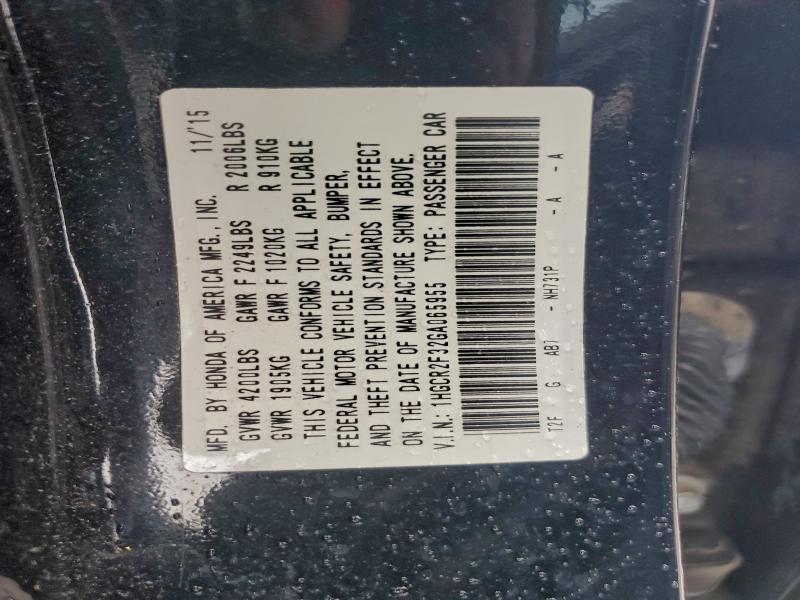 MFD. BY HONDA OF AMERICA MFG., INC. 11/'15
GVWR 4200LBS GAWR F 2249LBS R 2006LBS
GVWR 1905KG GAWR F 1020KG R 910KG
THIS VEHICLE CONFORMS TO ALL APPLICABLE
FEDERAL MOTOR VEHICLE SAFETY, BUMPER,
AND THEFT PREVENTION STANDARDS IN EFFECT
ON THE DATE OF MANUFACTURE SHOWN ABOVE.
V.I.N.: 1HGCR2F32GA065955 TYPE: PASSENGER CAR
T2F G AB7 - NH731P - A - A